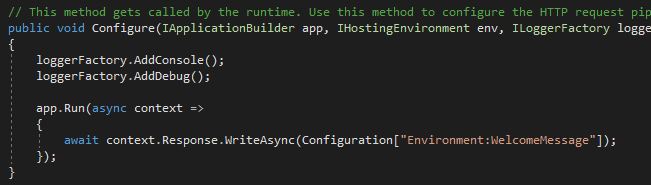 // This method gets called by the runtime. Use this method to configure the HTTP request pip
public void Configure(IApplicationBuilder app, IHostingEnvironment env, ILoggerFactory logge
{
loggerFactory.AddConsole();
loggerFactory.AddDebug();
app.Run(async context =>
{
await context.Response.WriteAsync(Configuration["Environment:WelcomeMessage"]);
});
}